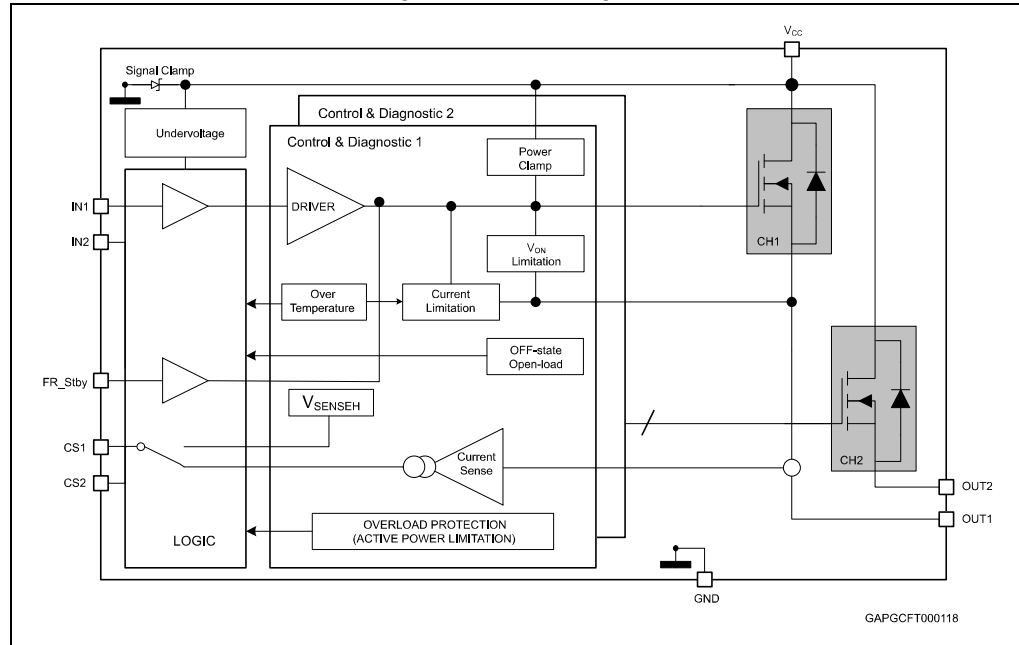 VCC
Signal Clamp
Undervoltage
Control & Diagnostic 2
Control & Diagnostic 1
Power
Clamp
IN1
DRIVER
IN2
VON
Limitation
CH1
Over
Temperature
Current
Limitation
OFF-state
Open-load
FR_Stby
VSENSEH
CS1
Current
Sense
CH2
CS2
OUT2
OUT1
OVERLOAD PROTECTION
(ACTIVE POWER LIMITATION)
LOGIC
GND
GAPGCFT000118